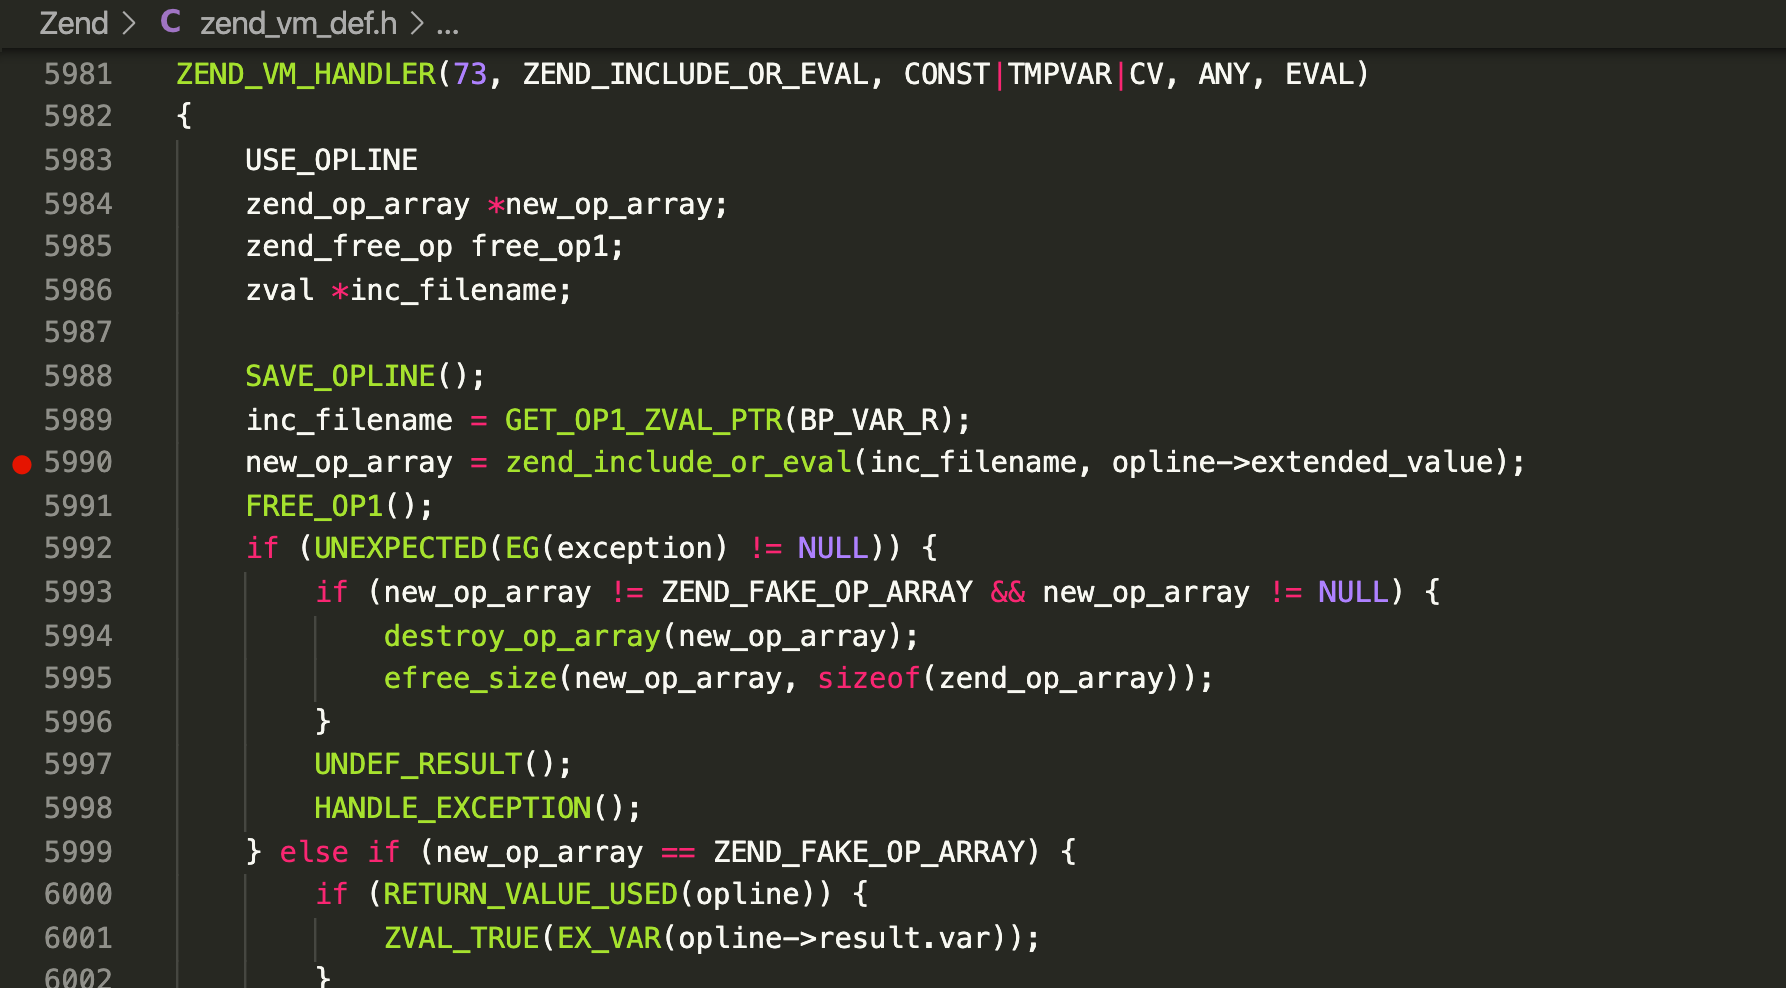 Zend > C zend_vm_def.h > ...
5981 ZEND_VM_HANDLER(73, ZEND_INCLUDE_OR_EVAL, CONST|TMPVAR|CV, ANY, EVAL)
5982 {
5983     USE_OPLINE
5984     zend_op_array *new_op_array;
5985     zend_free_op free_op1;
5986     zval *inc_filename;
5987
5988     SAVE_OPLINE();
5989     inc_filename = GET_OP1_ZVAL_PTR(BP_VAR_R);
5990     new_op_array = zend_include_or_eval(inc_filename, opline->extended_value);
5991     FREE_OP1();
5992     if (UNEXPECTED(EG(exception) != NULL)) {
5993         if (new_op_array != ZEND_FAKE_OP_ARRAY && new_op_array != NULL) {
5994             destroy_op_array(new_op_array);
5995             efree_size(new_op_array, sizeof(zend_op_array));
5996         }
5997         UNDEF_RESULT();
5998         HANDLE_EXCEPTION();
5999     } else if (new_op_array == ZEND_FAKE_OP_ARRAY) {
6000         if (RETURN_VALUE_USED(opline)) {
6001             ZVAL_TRUE(EX_VAR(opline->result.var));
6002         }